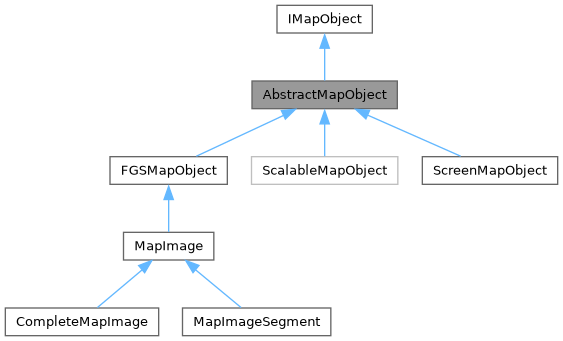 IMapObject
AbstractMapObject
FGSMapObject
ScalableMapObject
ScreenMapObject
MapImage
CompleteMapImage
MapImageSegment